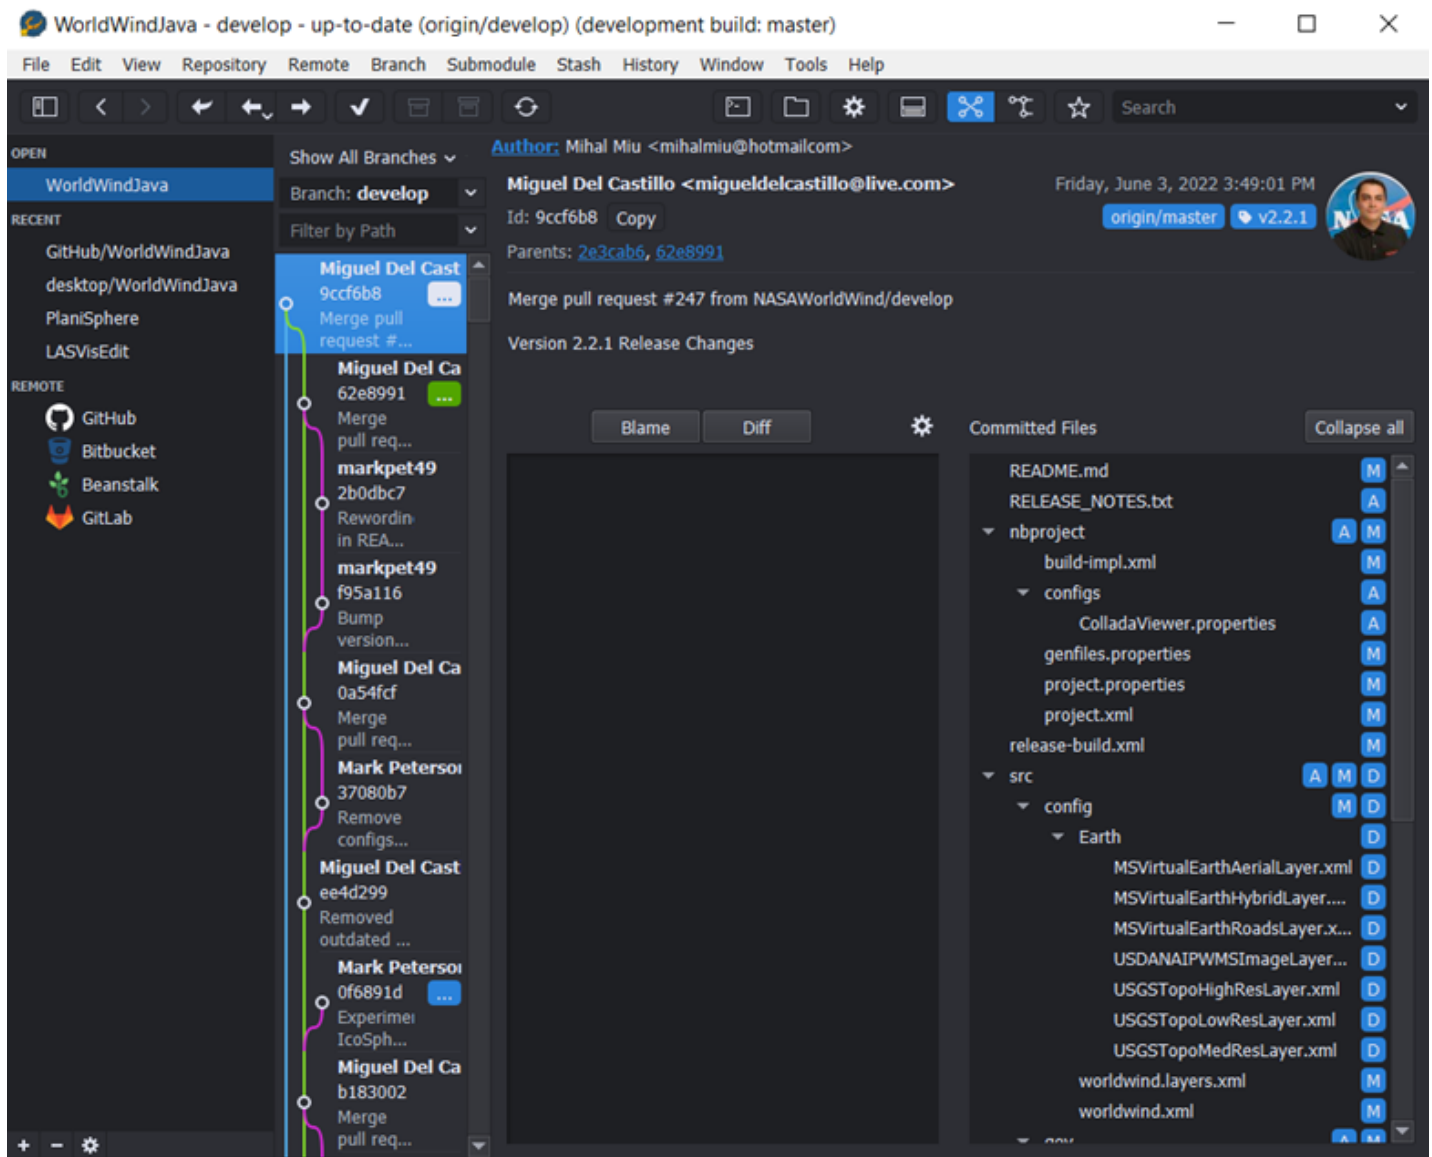 WorldWindJava - develop - up-to-date (origin/develop) (development build: master)
File Edit View Repository Remote Branch Submodule Stash History Window Tools Help
Search
OPEN
WorldWindJava
RECENT
GitHub/WorldWindJava
desktop/WorldWindJava
PlaniSphere
LASVisEdit
REMOTE
GitHub
Bitbucket
Beanstalk
GitLab
Show All Branches
Branch: develop
Filter by Path
Miguel Del Cast
9ccf6b8 ...
Merge pull
request #...
Miguel Del Ca
62e8991 ...
Merge
pull req...
markpet49
2b0dbc7
Rewordin
in REA...
markpet49
f95a116
Bump
version...
Miguel Del Ca
0a54fcf
Merge
pull req...
Mark Peterso
37080b7
Remove
configs...
Miguel Del Cast
ee4d299
Removed
outdated ...
Mark Peterso
0f6891d ...
Experime
IcoSph...
Miguel Del Ca
b183002
Merge
pull req...
Author: Mihal Miu <mihalmiu@hotmailcom>
Miguel Del Castillo <migueldelcastillo@live.com> Friday, June 3, 2022 3:49:01 PM
Id: 9ccf6b8 Copy origin/master v2.2.1
Parents: 2e3cab6, 62e8991
Merge pull request #247 from NASAWorldWind/develop
Version 2.2.1 Release Changes
Blame Diff
Committed Files Collapse all
README.md M
RELEASE_NOTES.txt A
nbproject A M
build-impl.xml M
configs A
ColladaViewer.properties A
genfiles.properties M
project.properties M
project.xml M
release-build.xml M
src A M D
config M D
Earth D
MSVirtualEarthAerialLayer.xml D
MSVirtualEarthHybridLayer.... D
MSVirtualEarthRoadsLayer.x... D
USDANAIPWMSImageLayer... D
USGSTopoHighResLayer.xml D
USGSTopoLowResLayer.xml D
USGSTopoMedResLayer.xml D
worldwind.layers.xml M
worldwind.xml M